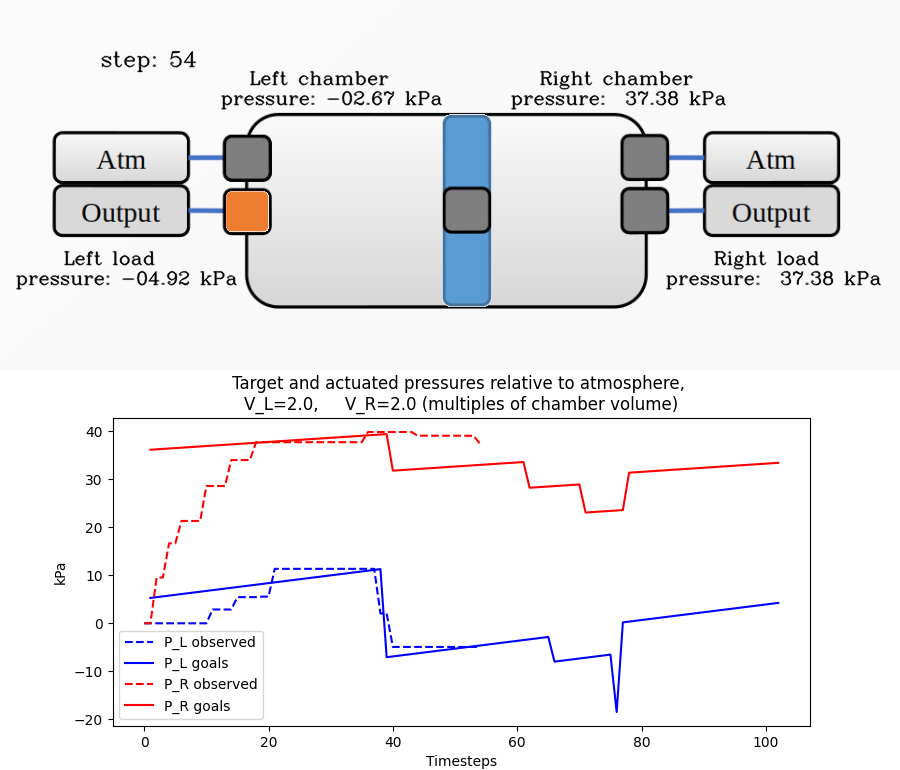 step: 54
Left chamber
pressure: −02.67 kPa
Right chamber
pressure: 37.38 kPa
Atm
Output
Atm
Output
Left load
pressure: −04.92 kPa
Right load
pressure: 37.38 kPa
Target and actuated pressures relative to atmosphere,
V_L=2.0, V_R=2.0 (multiples of chamber volume)
40
30
20
10
0
−10
−20
kPa
P_L observed
P_L goals
P_R observed
P_R goals
0 20 40 60 80 100
Timesteps